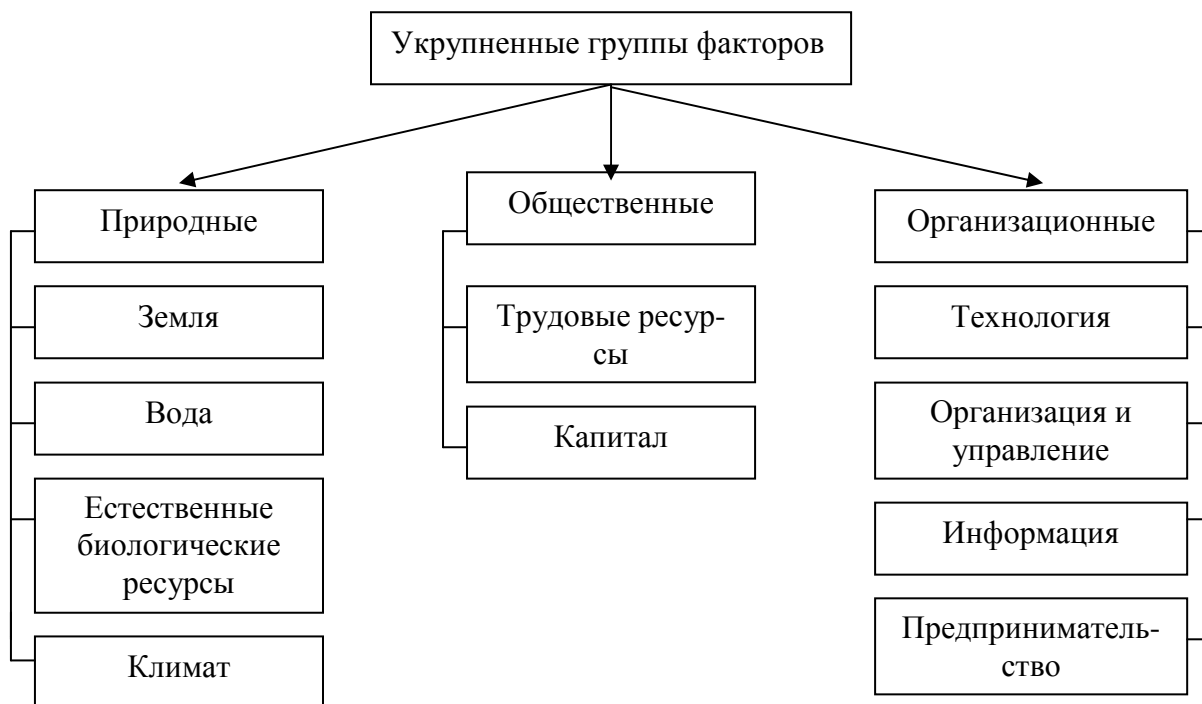 Укрупненные группы факторов
Природные
Земля
Вода
Естественные
биологические
ресурсы
Климат
Общественные
Трудовые ресур-
сы
Капитал
Организационные
Технология
Организация и
управление
Информация
Предприниматель-
ство